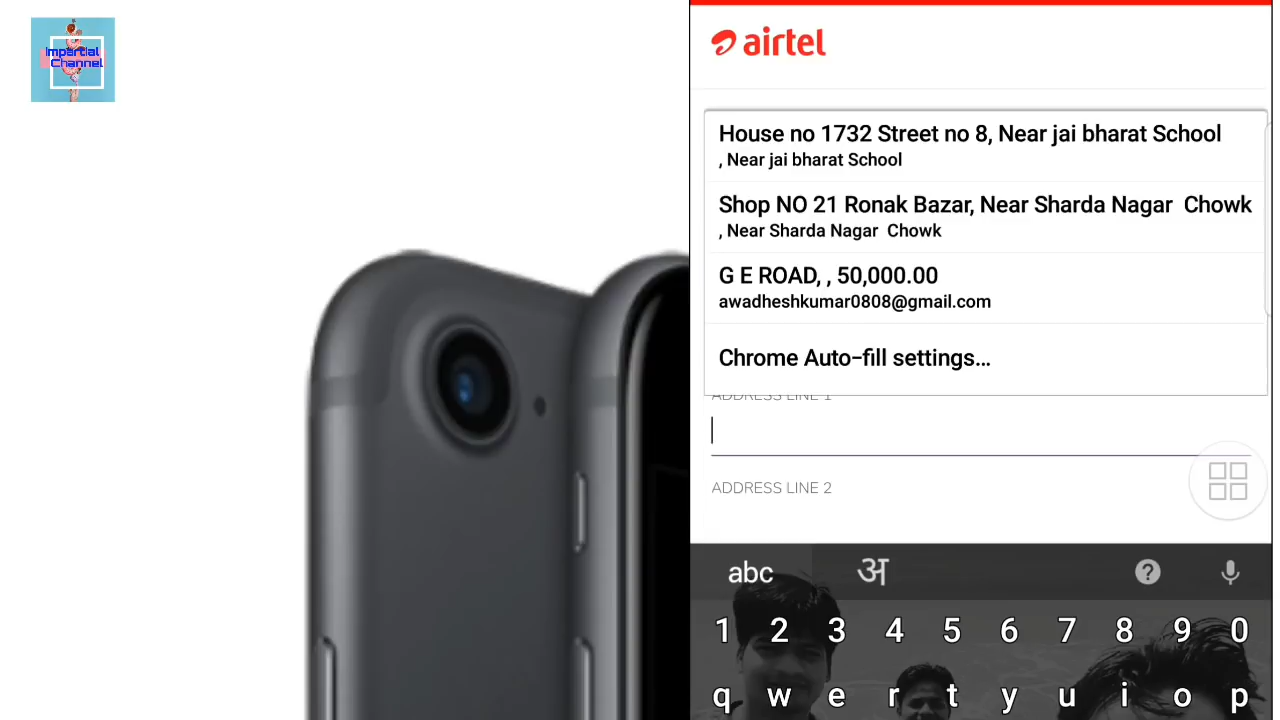 Impartial
Channel
airtel
House no 1732 Street no 8, Near jai bharat School
, Near jai bharat School
Shop NO 21 Ronak Bazar, Near Sharda Nagar Chowk
, Near Sharda Nagar Chowk
G E ROAD, , 50,000.00
awadheshkumar0808@gmail.com
Chrome Auto-fill settings...
ADDRESS LINE 1
ADDRESS LINE 2
abc अ ?
1 2 3 4 5 6 7 8 9 0
q w e r t y u i o p